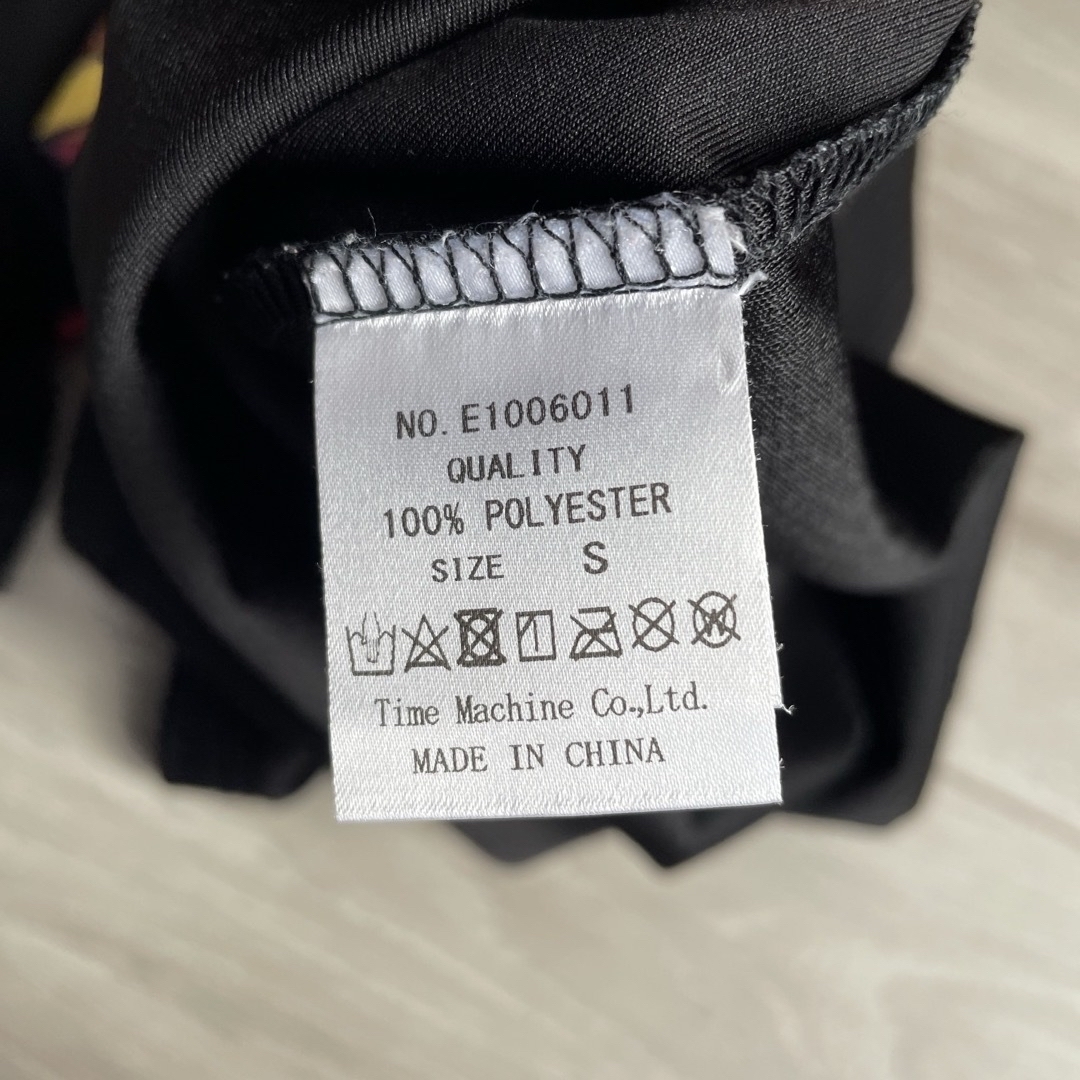 NO. E1006011
QUALITY
100% POLYESTER
SIZE S
Time Machine Co.,Ltd.
MADE IN CHINA